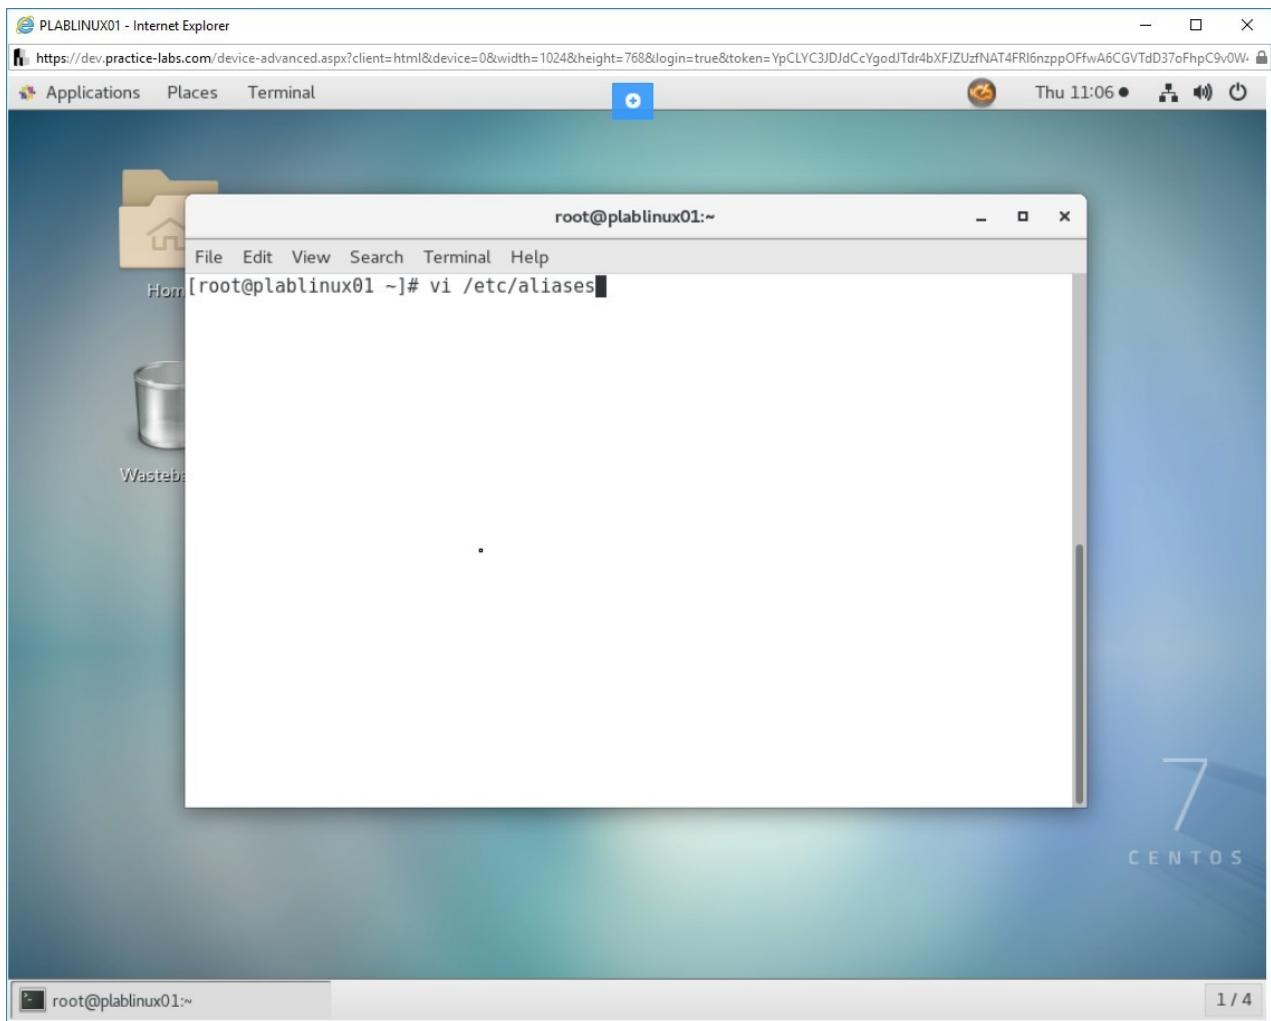 PLABLINUX01 - Internet Explorer
https://dev.practice-labs.com/device-advanced.aspx?client=html&device=0&width=1024&height=768&login=true&token=YpCLYC3JDJdCcYgodJTdr4bXFJZUzfNAT4FRI6nzppOFfwA6CGVTdD37oFhpC9v0W
Applications Places Terminal Thu 11:06
root@plablinux01:~
File Edit View Search Terminal Help
[root@plablinux01 ~]# vi /etc/aliases
Hom
Wasteb
7
CENTOS
root@plablinux01:~ 1 / 4